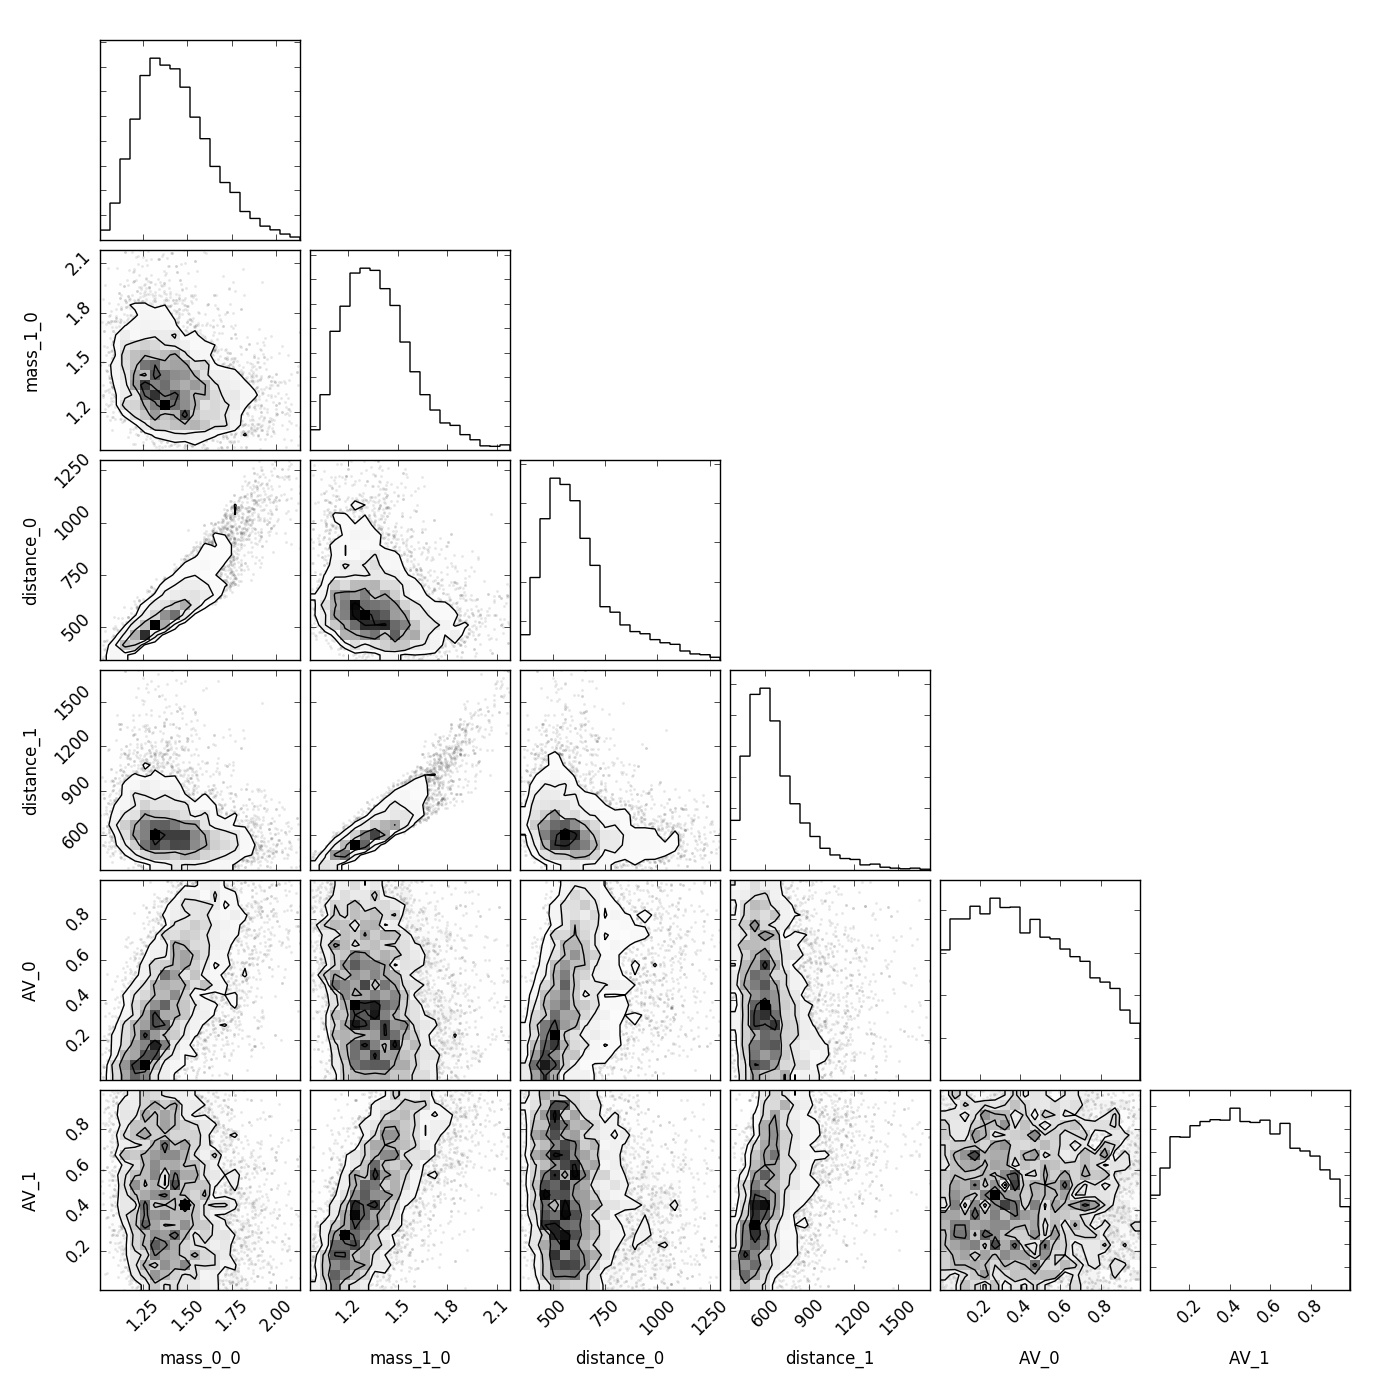 mass_1_0
2.1
1.8
1.5
1.2
distance_0
1250
1000
750
500
distance_1
1500
1200
900
600
AV_0
0.8
0.6
0.4
0.2
AV_1
0.8
0.6
0.4
0.2
1.25 1.50 1.75 2.00
1.2 1.5 1.8 2.1
500 750 1000 1250
600 900 1200 1500
0.2 0.4 0.6 0.8
0.2 0.4 0.6 0.8
mass_0_0 mass_1_0 distance_0 distance_1 AV_0 AV_1